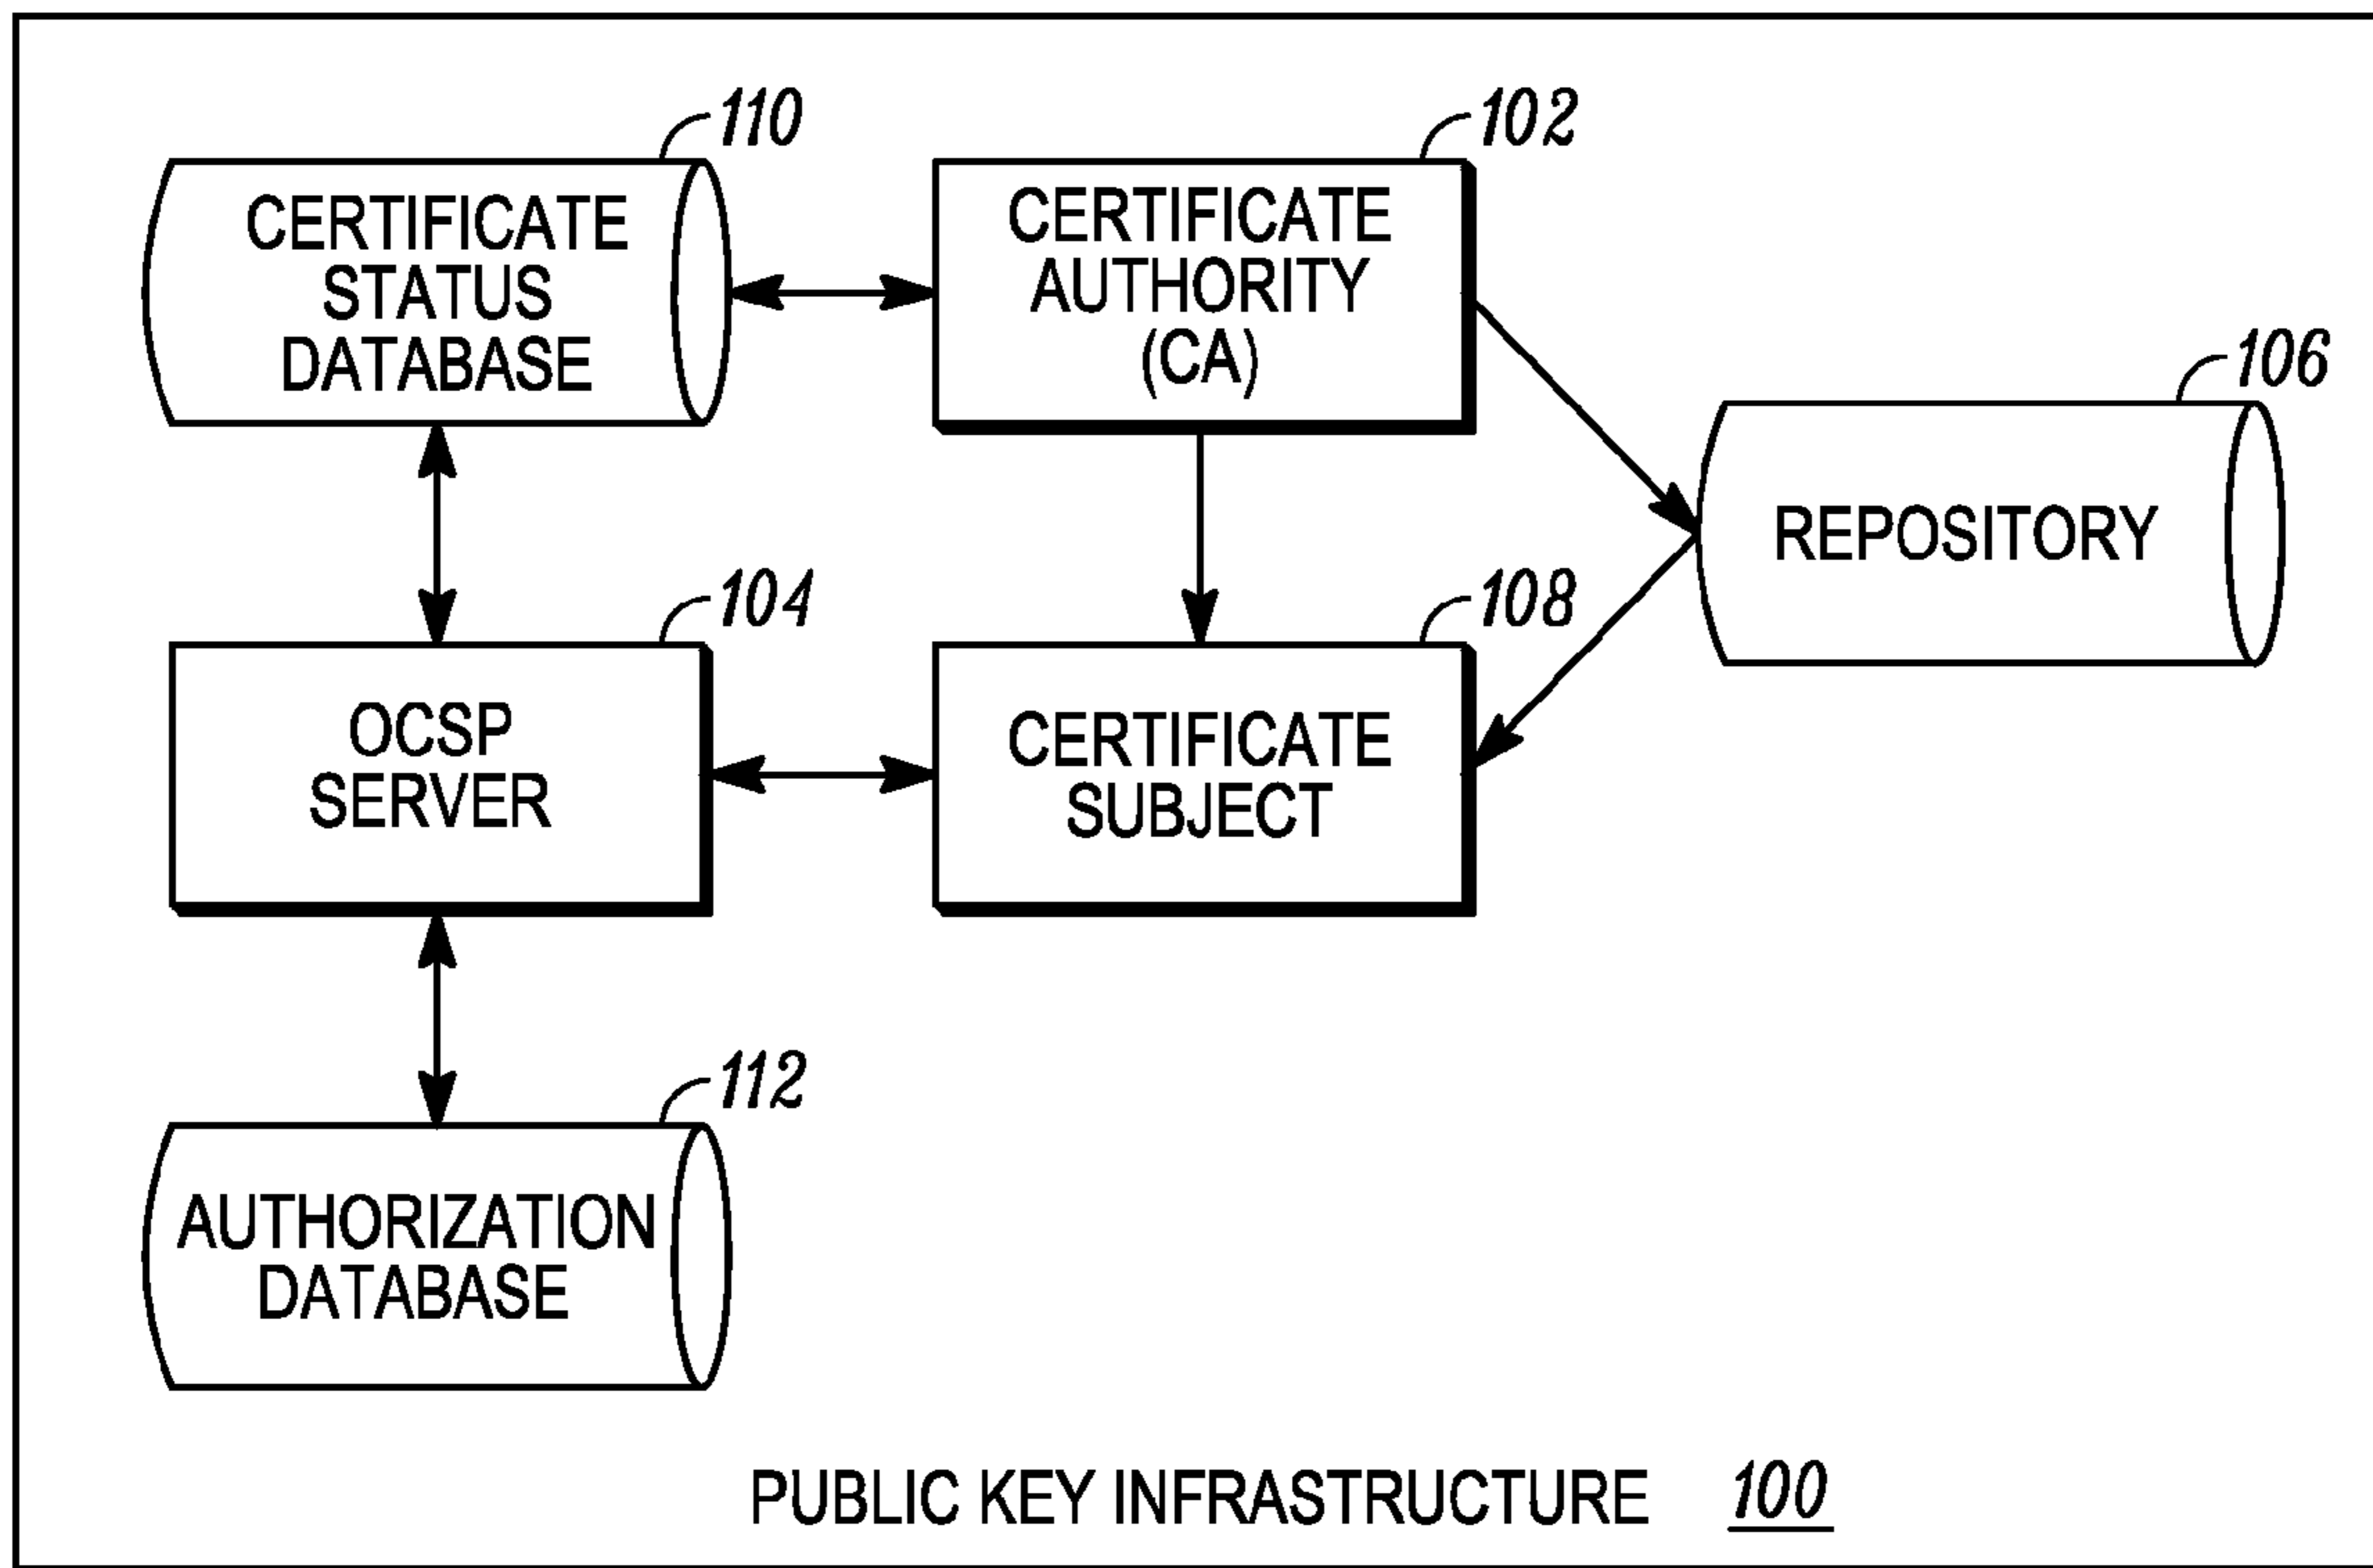 110
CERTIFICATE
STATUS
DATABASE
102
CERTIFICATE
AUTHORITY
(CA)
106
REPOSITORY
104
OCSP
SERVER
108
CERTIFICATE
SUBJECT
112
AUTHORIZATION
DATABASE
PUBLIC KEY INFRASTRUCTURE 100